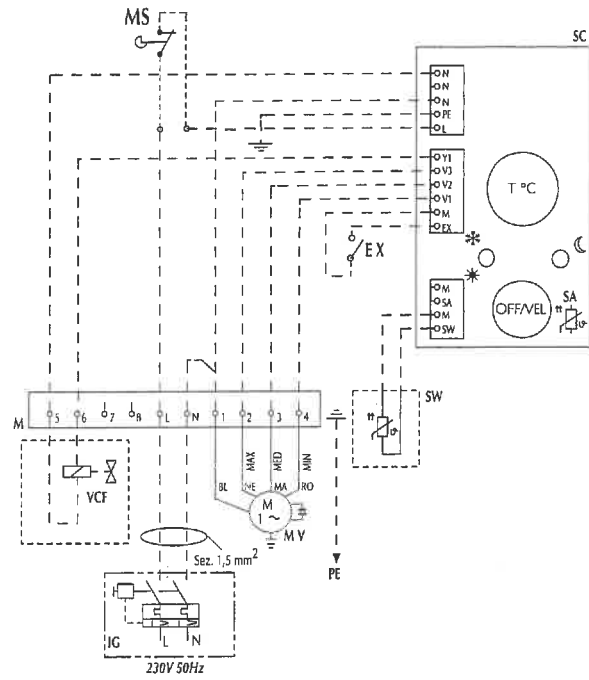 MS
SC
N
N
N
PE
L
Y1
V3
V2
V1
M
EX
T °C
EX
M
SA
M
SW
OFF/VEL
SA
tt
ϑ
M
5 6 7 8 L N 1 2 3 4
SW
tt
ϑ
VCF
MAX
MED
MIN
BL NE MA RO
M
1 ~
MV
Sez. 1,5 mm²
PE
IG
L N
230V 50Hz